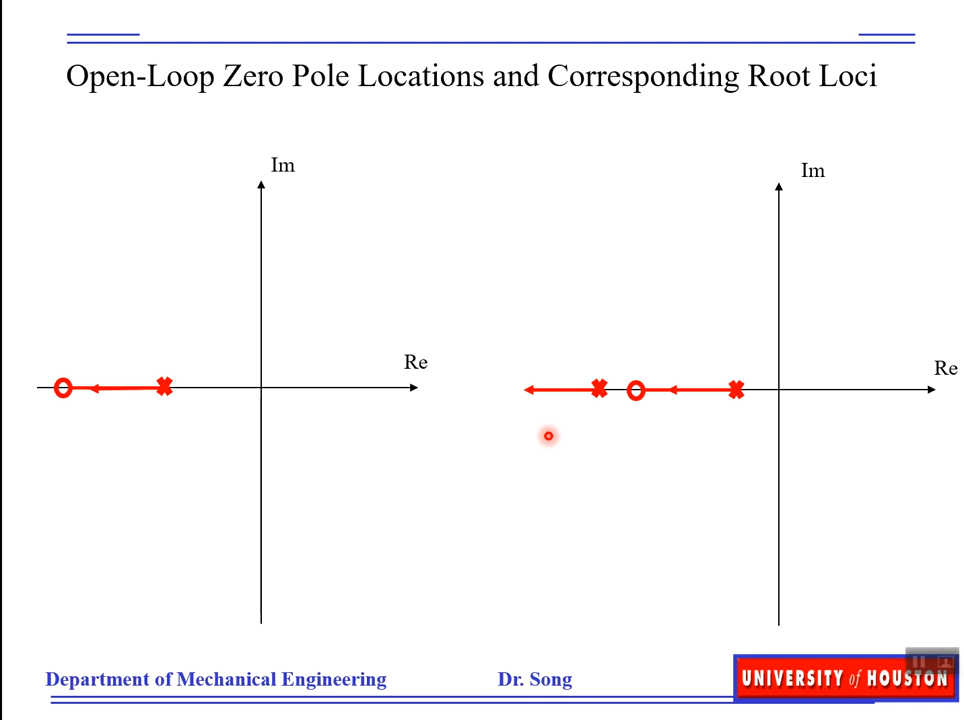 Open-Loop Zero Pole Locations and Corresponding Root Loci
Im
Im
Re
Re
Department of Mechanical Engineering
Dr. Song
UNIVERSITY of HOUSTON